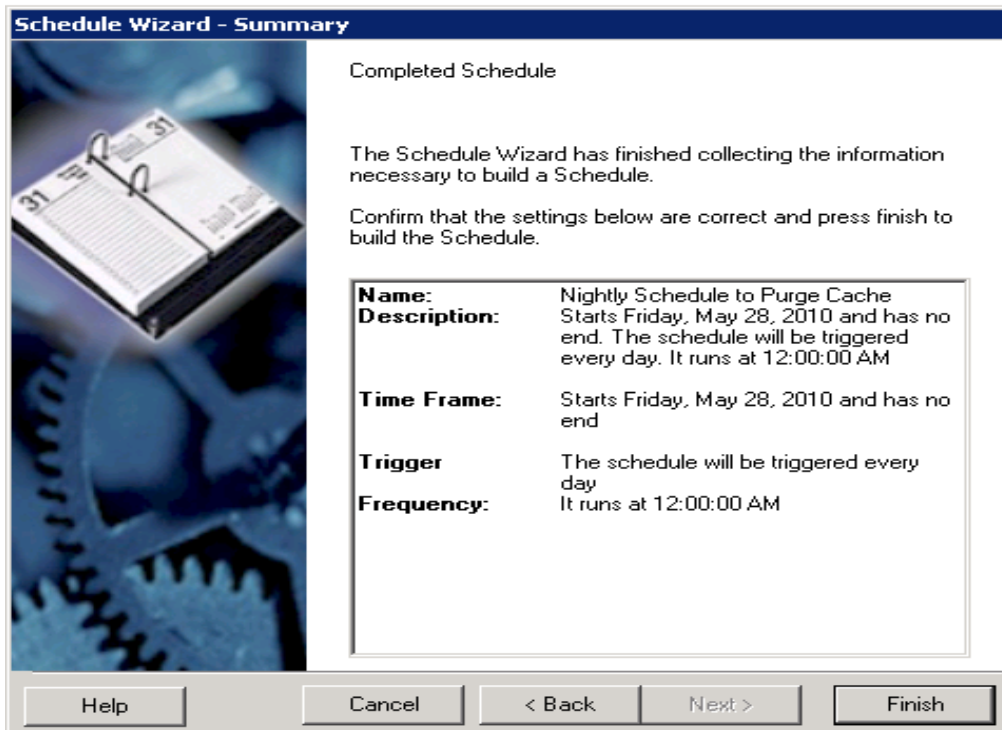 Schedule Wizard - Summary
Completed Schedule
The Schedule Wizard has finished collecting the information
necessary to build a Schedule.
Confirm that the settings below are correct and press finish to
build the Schedule.
Name: Nightly Schedule to Purge Cache
Description: Starts Friday, May 28, 2010 and has no
end. The schedule will be triggered
every day. It runs at 12:00:00 AM
Time Frame: Starts Friday, May 28, 2010 and has no
end
Trigger The schedule will be triggered every
day
Frequency: It runs at 12:00:00 AM
31
31
Help Cancel < Back Next > Finish